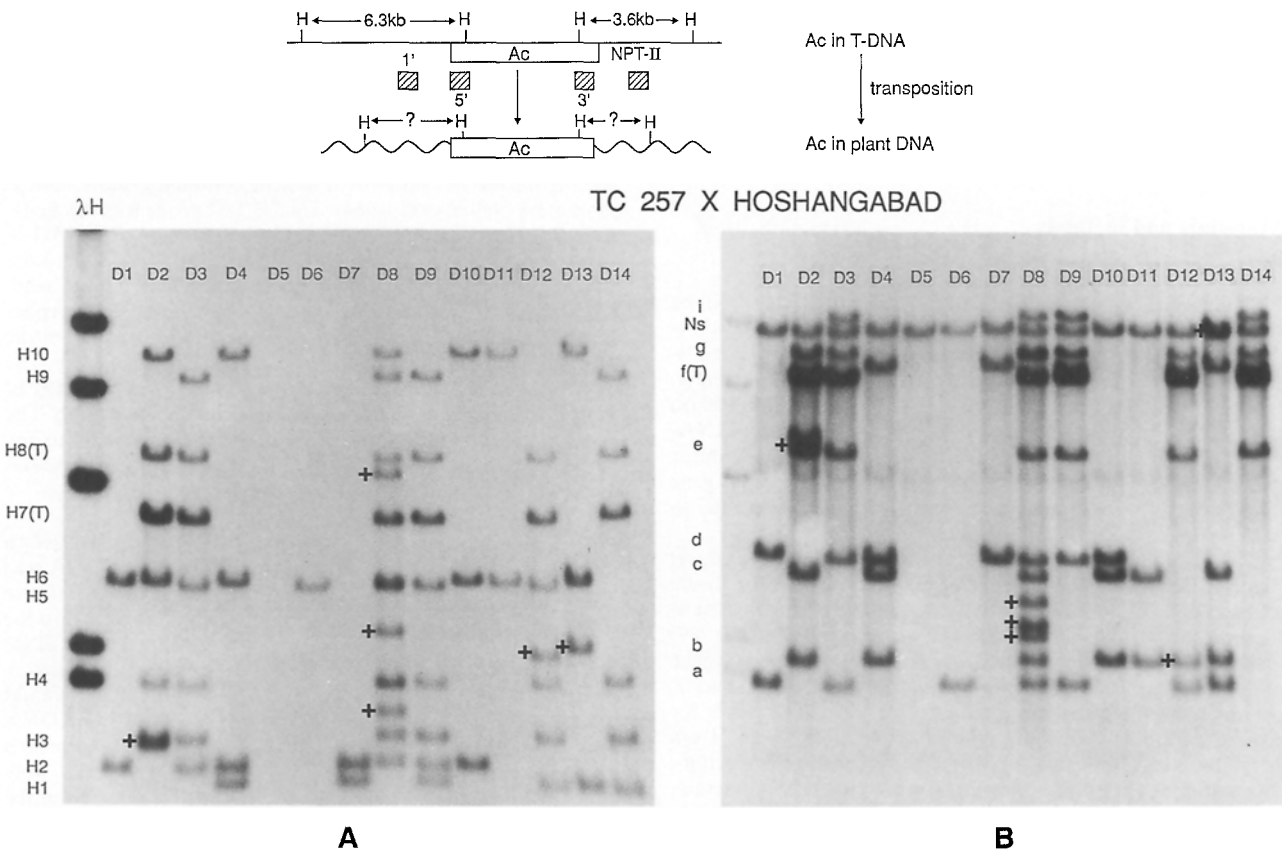 H 6.3kb H H 3.6kb H
Ac NPT-II Ac in T-DNA
1'
5' 3' transposition
H ? H H ? H
Ac Ac in plant DNA
TC 257 X HOSHANGABAD
λH
D1 D2 D3 D4 D5 D6 D7 D8 D9 D10 D11 D12 D13 D14
H10
H9
H8(T)
+
H7(T)
H6
H5
+
+ +
H4
+
+
H3
H2
H1
A
D1 D2 D3 D4 D5 D6 D7 D8 D9 D10 D11 D12 D13 D14
i
Ns +
g
f(T)
e +
d
c
+
+
+
b +
a
B